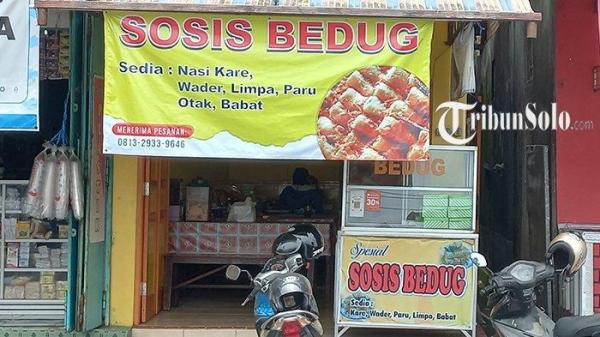 A
SOSIS BEDUG
Sedia : Nasi Kare,
Wader, Limpa, Paru
Otak, Babat
MENERIMA PESANAN:
0813-2933-9646
TribunSolo.com
BEDUG
30%
Spesial
SOSIS BEDUG
Sedia :
Kare, Wader, Paru, Limpa, Babat